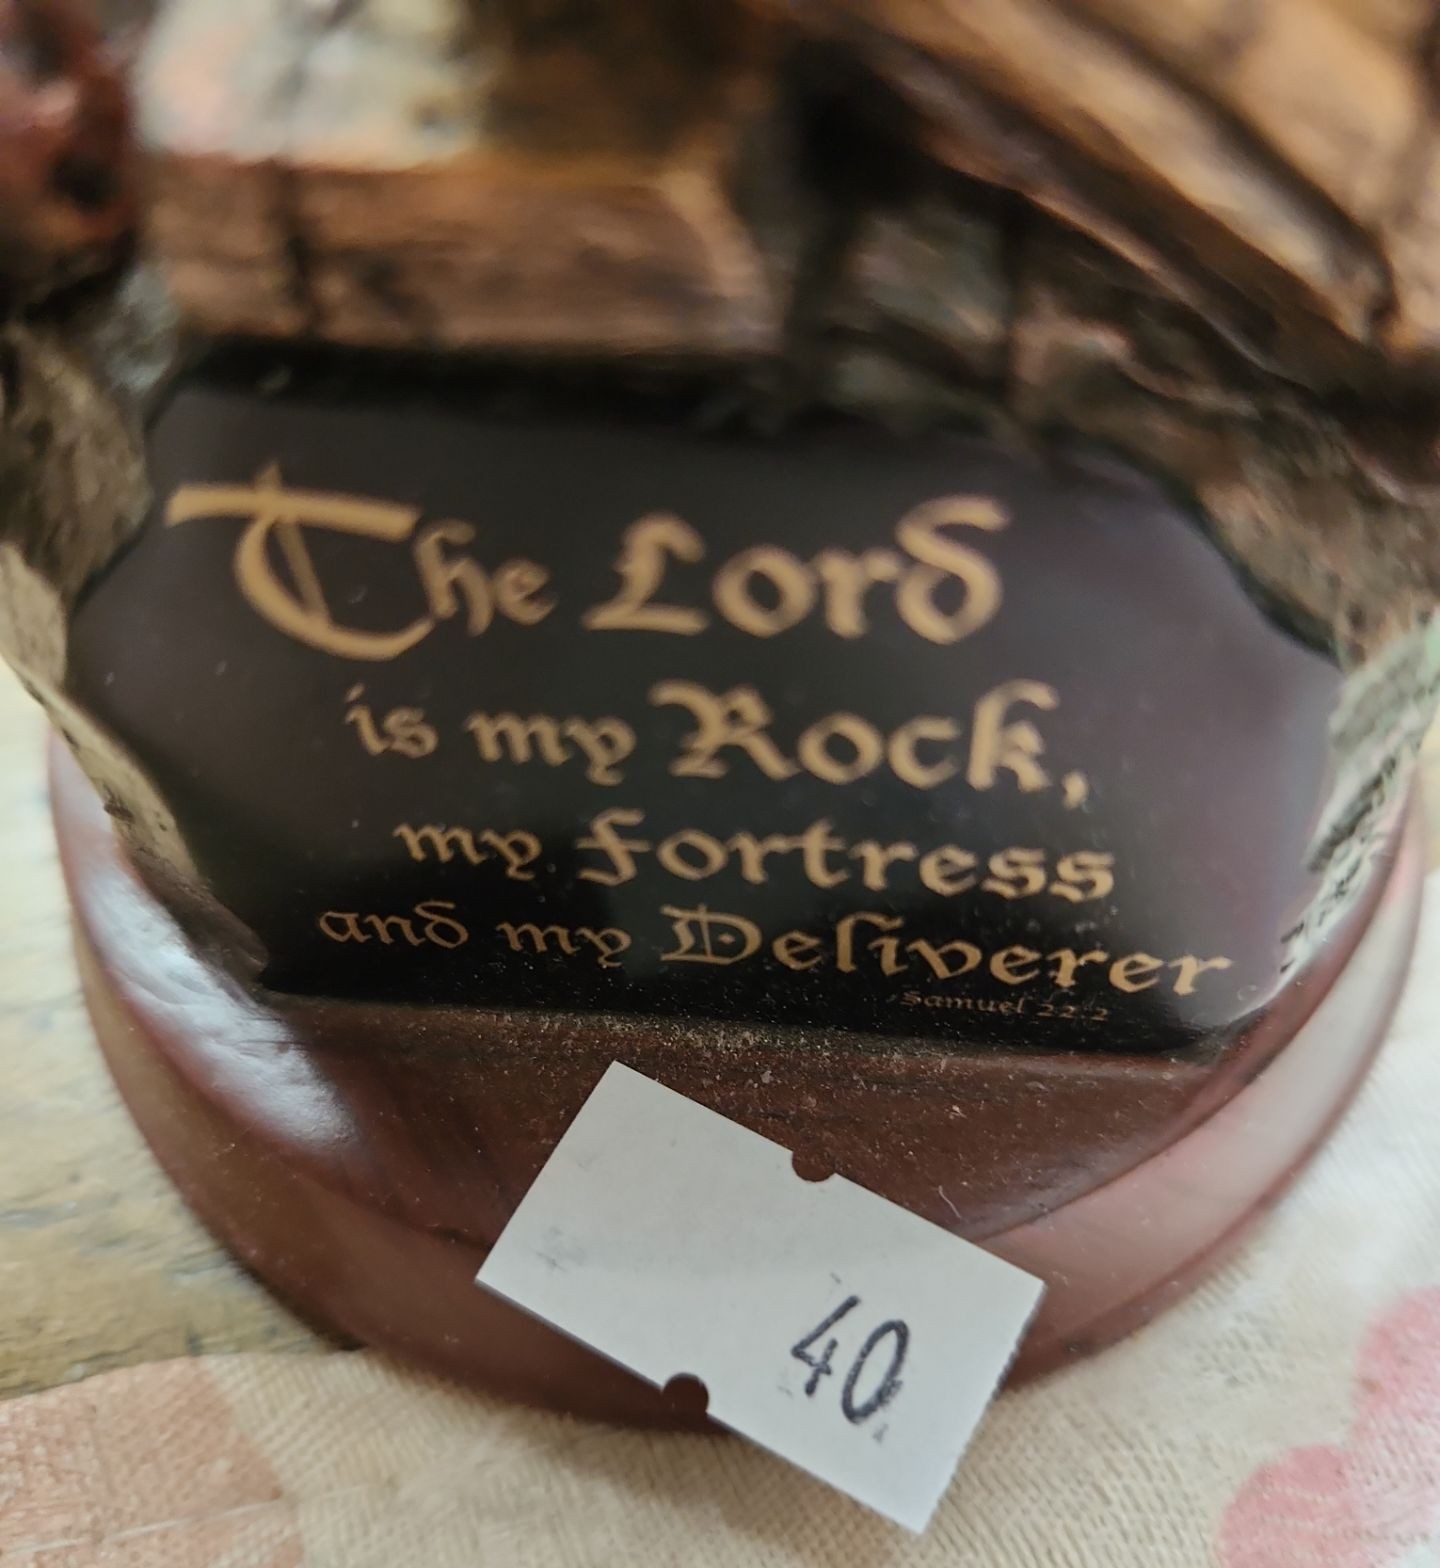 The Lord
is my Rock,
my Fortress
and my Deliverer
Samuel 22:2
40